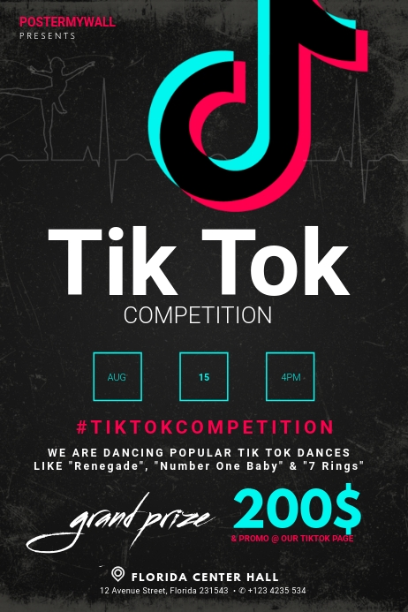 POSTERMYWALL
PRESENTS
Tik Tok
COMPETITION
AUG 15 4PM -
#TIKTOKCOMPETITION
WE ARE DANCING POPULAR TIK TOK DANCES
LIKE "Renegade", "Number One Baby" & "7 Rings"
grand prize 200$
& PROMO @ OUR TIKTOK PAGE
FLORIDA CENTER HALL
12 Avenue Street, Florida 231543 • ✆ +123 4235 534